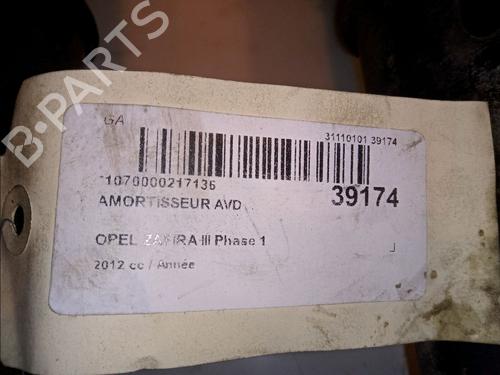 GA
31110101 39174
*1070000217136
39174
AMORTISSEUR AVD
OPEL ZAFIRA III Phase 1
2012 cc / Année
B-PARTS